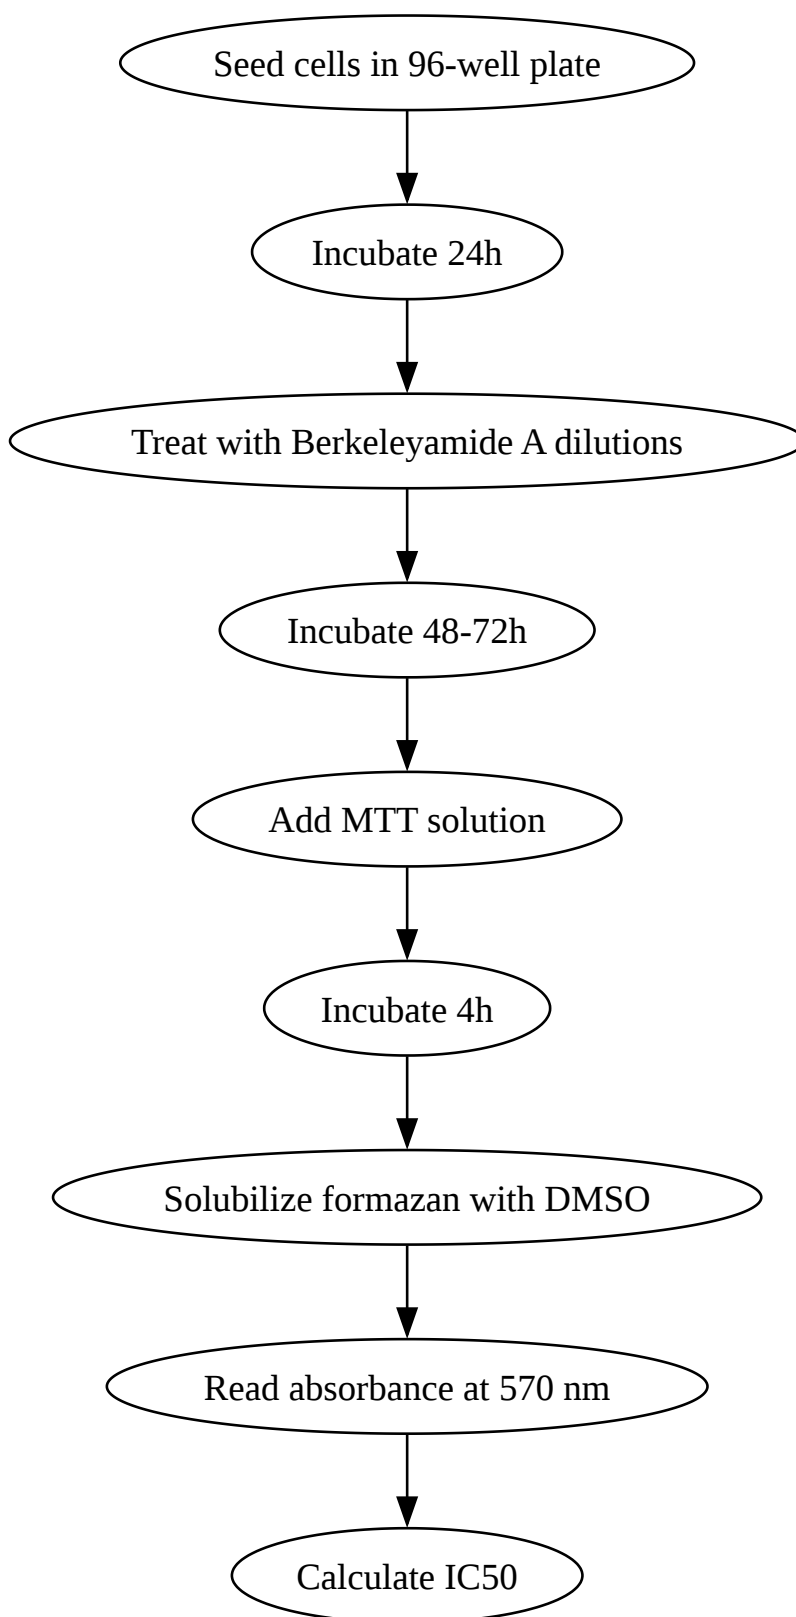 Seed cells in 96-well plate
Incubate 24h
Treat with Berkeleyamide A dilutions
Incubate 48-72h
Add MTT solution
Incubate 4h
Solubilize formazan with DMSO
Read absorbance at 570 nm
Calculate IC50